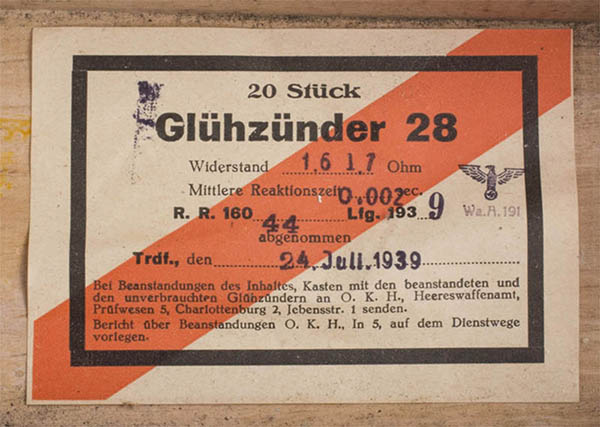 20 Stück
Glühzünder 28
Widerstand 1,6 1,7 Ohm
Mittlere Reaktionszeit 0,002 sec.
R. R. 160 44 Lfg. 193 9
Wa.A.191
abgenommen
Trdf., den 24. Juli. 1939
Bei Beanstandungen des Inhaltes, Kasten mit den beanstandeten und
den unverbrauchten Glühzündern an O. K. H., Heereswaffenamt,
Prüfwesen 5, Charlottenburg 2, Jebensstr. 1 senden.
Bericht über Beanstandungen O. K. H., In 5, auf dem Dienstwege
vorlegen.